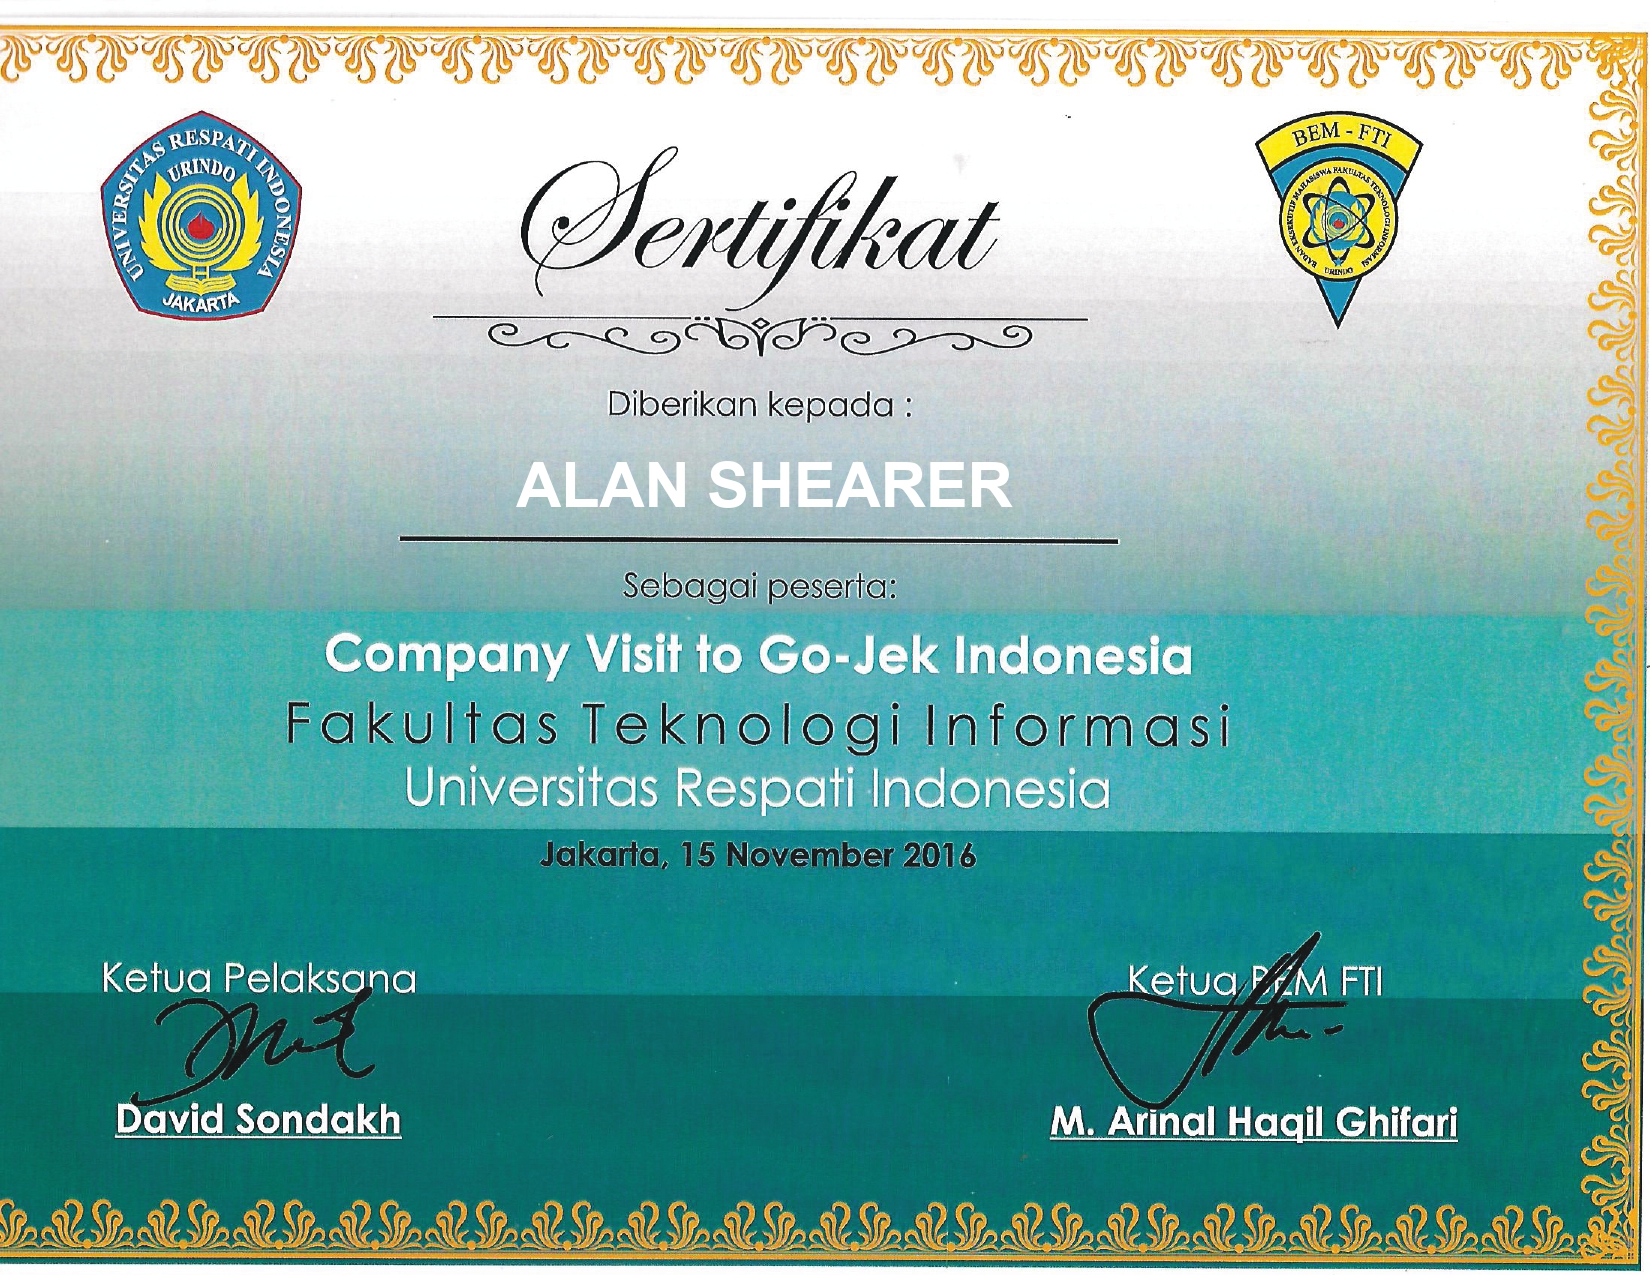 UNIVERSITAS RESPATI INDONESIA
URINDO
JAKARTA
BEM - FTI
BADAN EKSEKUTIF MAHASISWA FAKULTAS TEKNOLOGI INFORMASI
URINDO
Sertifikat
Diberikan kepada :
ALAN SHEARER
Sebagai peserta:
Company Visit to Go-Jek Indonesia
Fakultas Teknologi Informasi
Universitas Respati Indonesia
Jakarta, 15 November 2016
Ketua Pelaksana
Ketua BEM FTI
David Sondakh
M. Arinal Haqil Ghifari